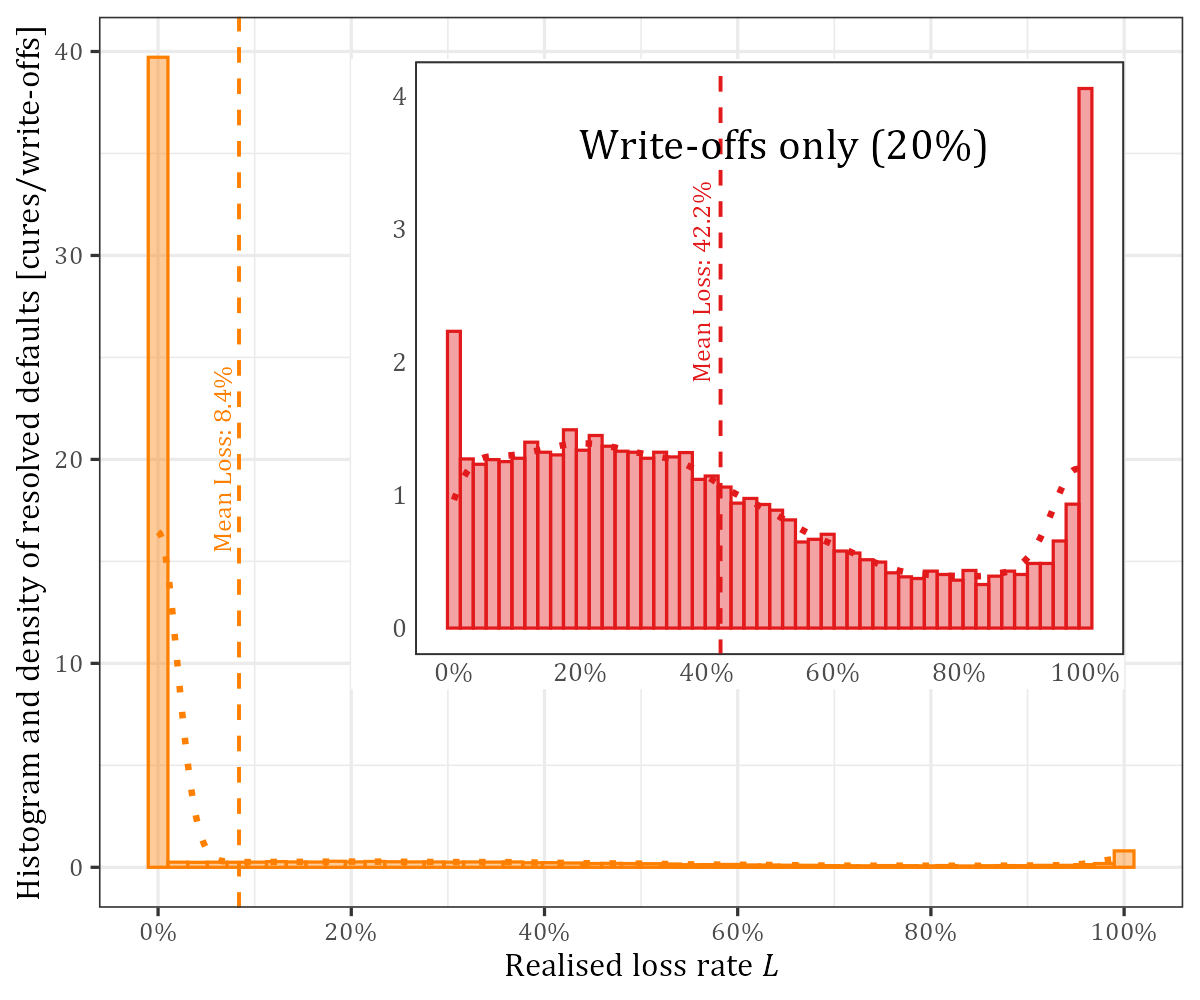 Histogram and density of resolved defaults [cures/write-offs]
40
30
20
10
0
Mean Loss: 8.4%
Write-offs only (20%)
4
3
2
1
0
Mean Loss: 42.2%
0% 20% 40% 60% 80% 100%
0% 20% 40% 60% 80% 100%
Realised loss rate L